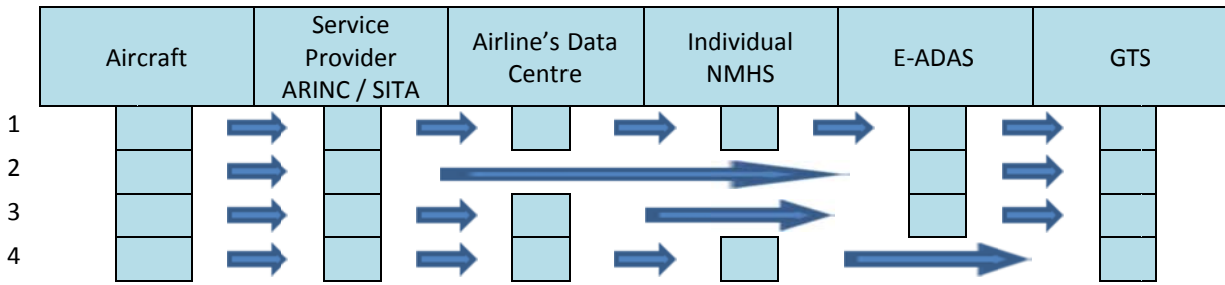 Aircraft
Service
Provider
ARINC / SITA
Airline's Data
Centre
Individual
NMHS
E-ADAS
GTS
1
2
3
4